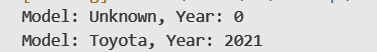 Model: Unknown, Year: 0
Model: Toyota, Year: 2021